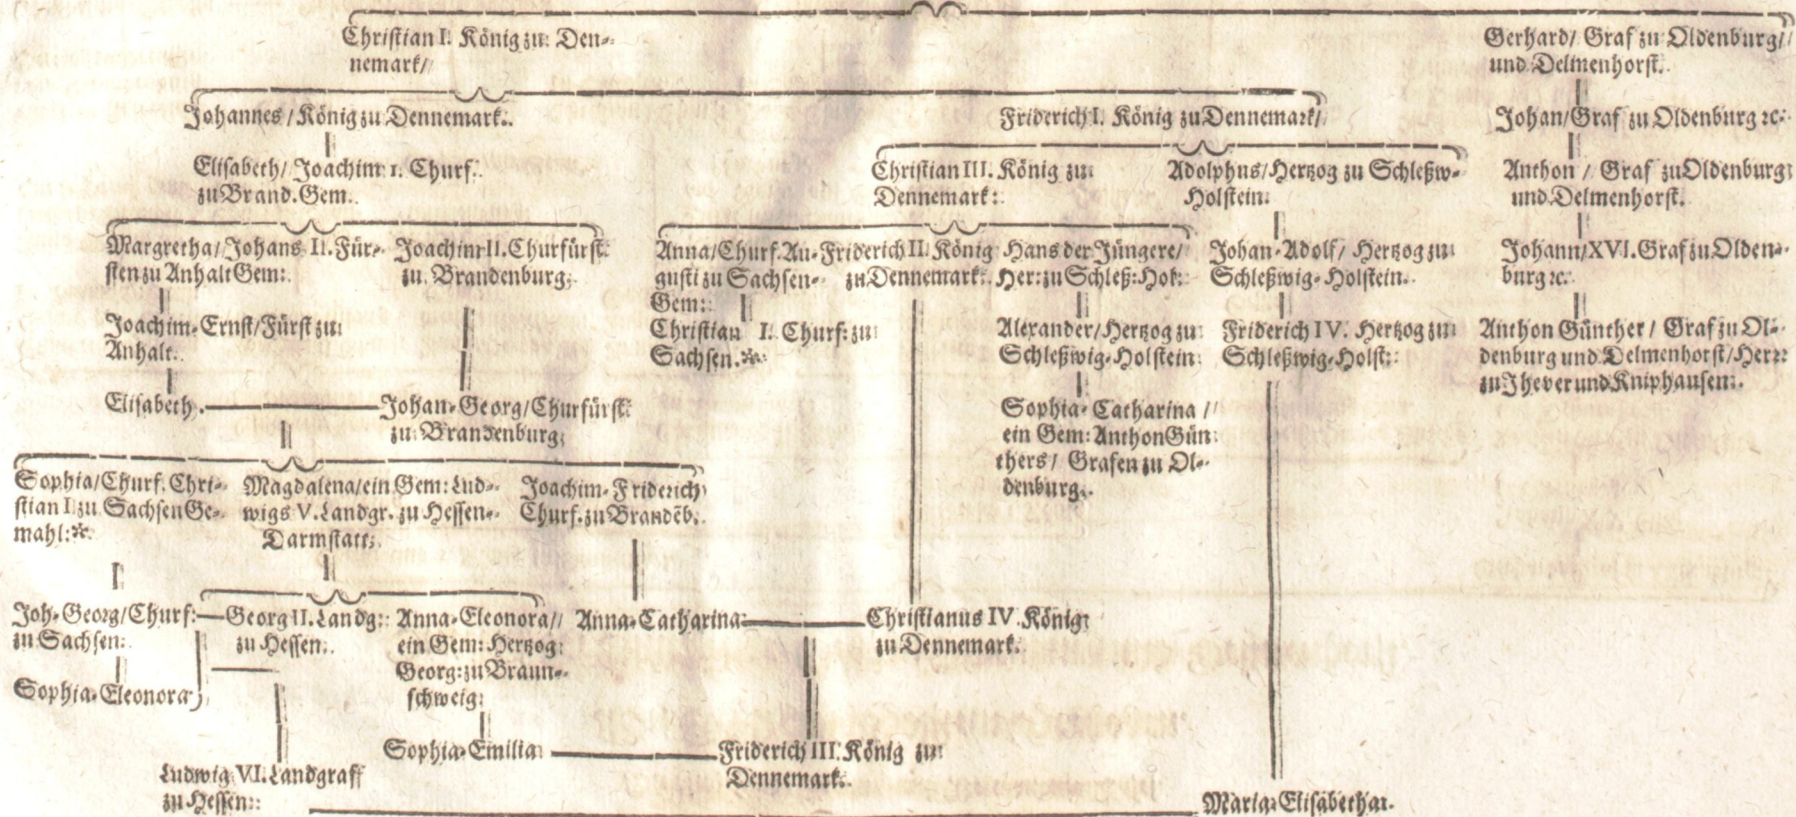 Christian I. König zu Den-
nemark/
Gerhard/ Graf zu Oldenburg/
und Delmenhorst.
Johannes/König zu Dennemark.
Friderich I. König zu Dennemark/
Johan/Graf zu Oldenburg ꝛc.
Elisabeth/ Joachim 1. Churf.
zu Brand. Gem.
Christian III. König zu
Dennemark:
Adolphus/Hertzog zu Schleßw-
Holstein.
Anthon / Graf zu Oldenburg
und Delmenhorst.
Margretha/Johans II. Für-
sten zu Anhalt Gem:
Joachim II. Churfürst
zu Brandenburg.
Anna/Churf. Au-
gusti zu Sachsen
Gem:
Friderich II. König
zu Dennemark.
Hans der Jüngere/
Her: zu Schleß: Hol:
Johan-Adolf/ Hertzog zu
Schleßwig-Holstein.
Johann/XVI. Graf zu Olden-
burg ꝛc.
Joachim-Ernst/Fürst zu
Anhalt.
Christian I. Churf: zu
Sachsen.*
Alexander/Hertzog zu
Schleßwig-Holstein
Friderich IV. Hertzog zu
Schleßwig-Holst:
Anthon Günther / Graf zu Ol-
denburg und Delmenhorst/Herr
zu Jhever und Kniphausen.
Elisabeth.
Johan-Georg/Churfürst
zu Brandenburg
Sophia-Catharina /
ein Gem: Anthon Gün
thers/ Grafen zu Ol-
denburg.
Sophia/Churf. Chri-
stian I. zu Sachsen Ge-
mahl:*
Magdalena/ein Gem: Lud-
wigs V. Landgr. zu Hessen-
Darmstatt.
Joachim-Friderich
Churf. zu Brandēb.
Joh-Georg/Churf:
zu Sachsen.
Georg II. Landg:
zu Hessen.
Anna-Eleonora/
ein Gem: Hertzog
Georg: zu Braun-
schweig.
Anna-Catharina
Christianus IV. König
zu Dennemark.
Sophia-Eleonora
Sophia-Emilia
Friderich III. König zu
Dennemark.
Ludwig VI. Landgraff
zu Hessen:
Maria-Elisabetha.